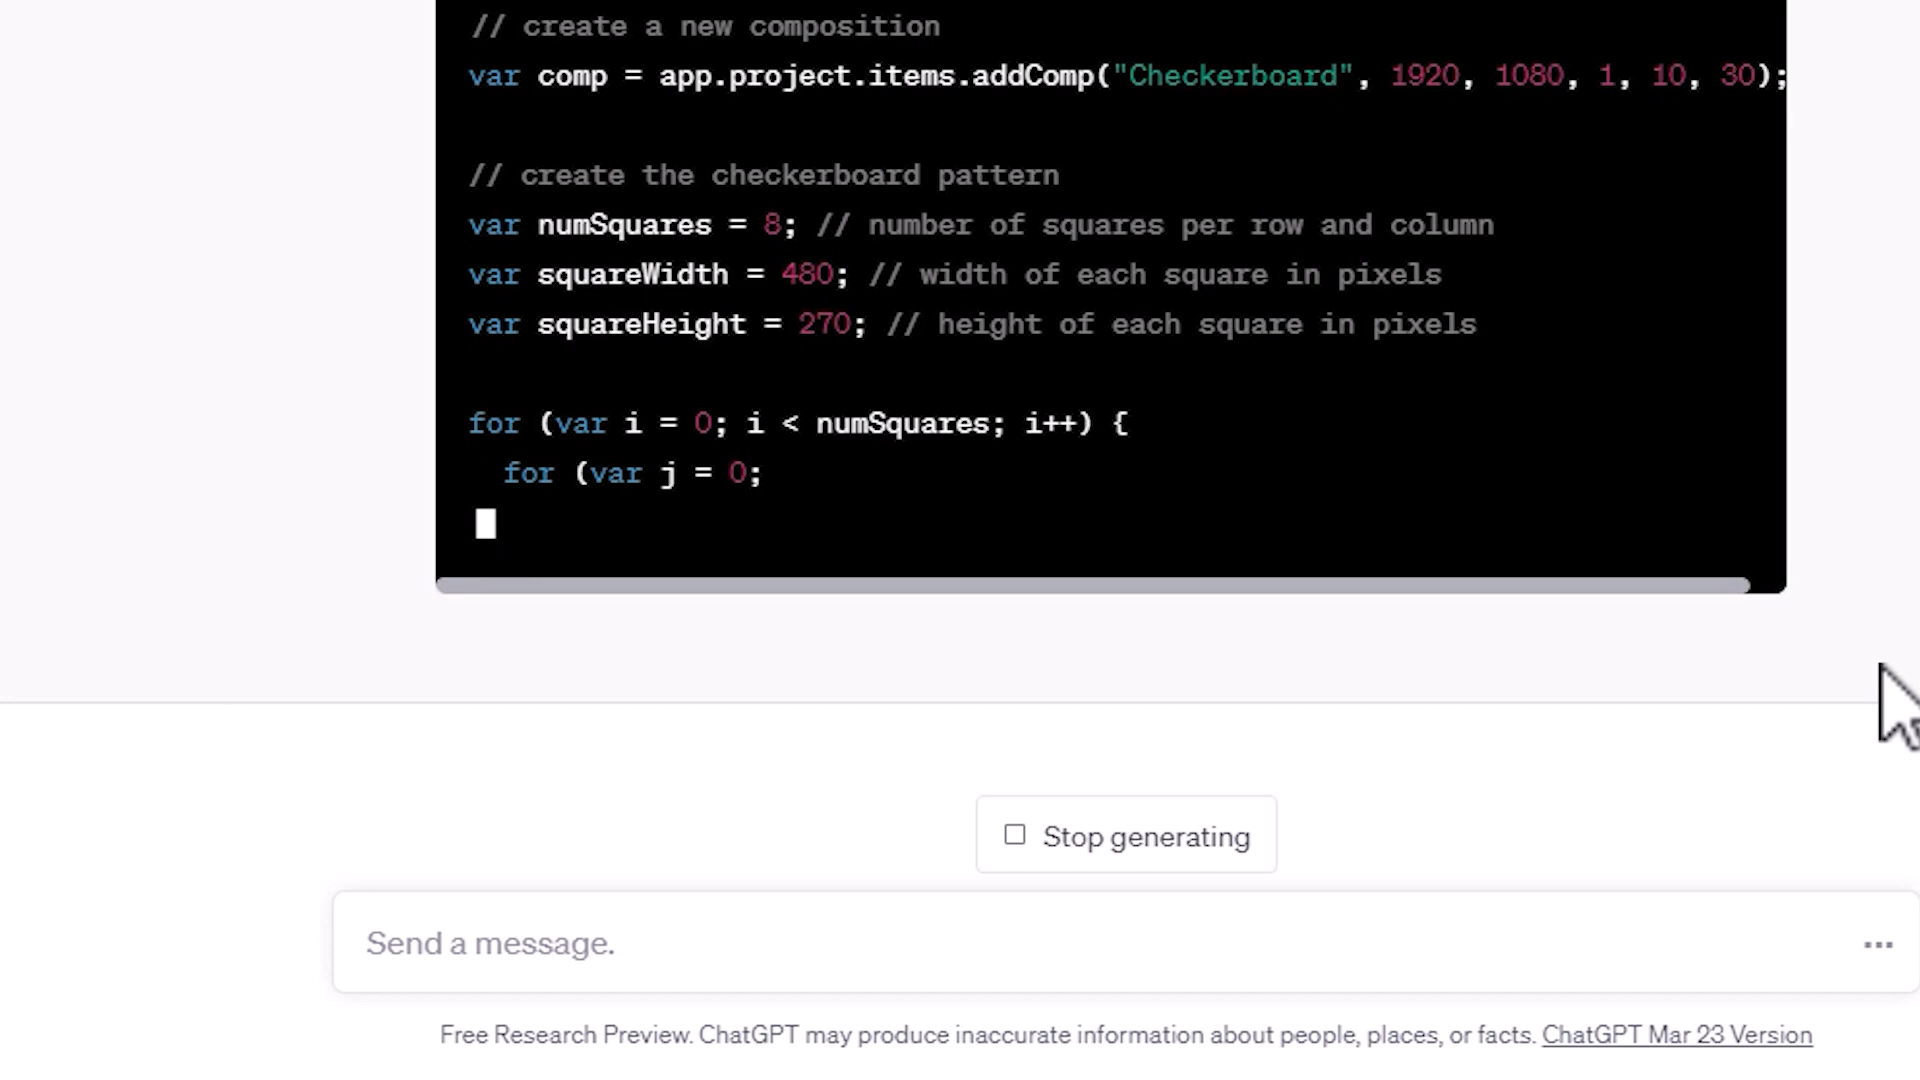 // create a new composition
var comp = app.project.items.addComp("Checkerboard", 1920, 1080, 1, 10, 30);
// create the checkerboard pattern
var numSquares = 8; // number of squares per row and column
var squareWidth = 480; // width of each square in pixels
var squareHeight = 270; // height of each square in pixels
for (var i = 0; i < numSquares; i++) {
for (var j = 0;
Stop generating
Send a message.
Free Research Preview. ChatGPT may produce inaccurate information about people, places, or facts. ChatGPT Mar 23 Version